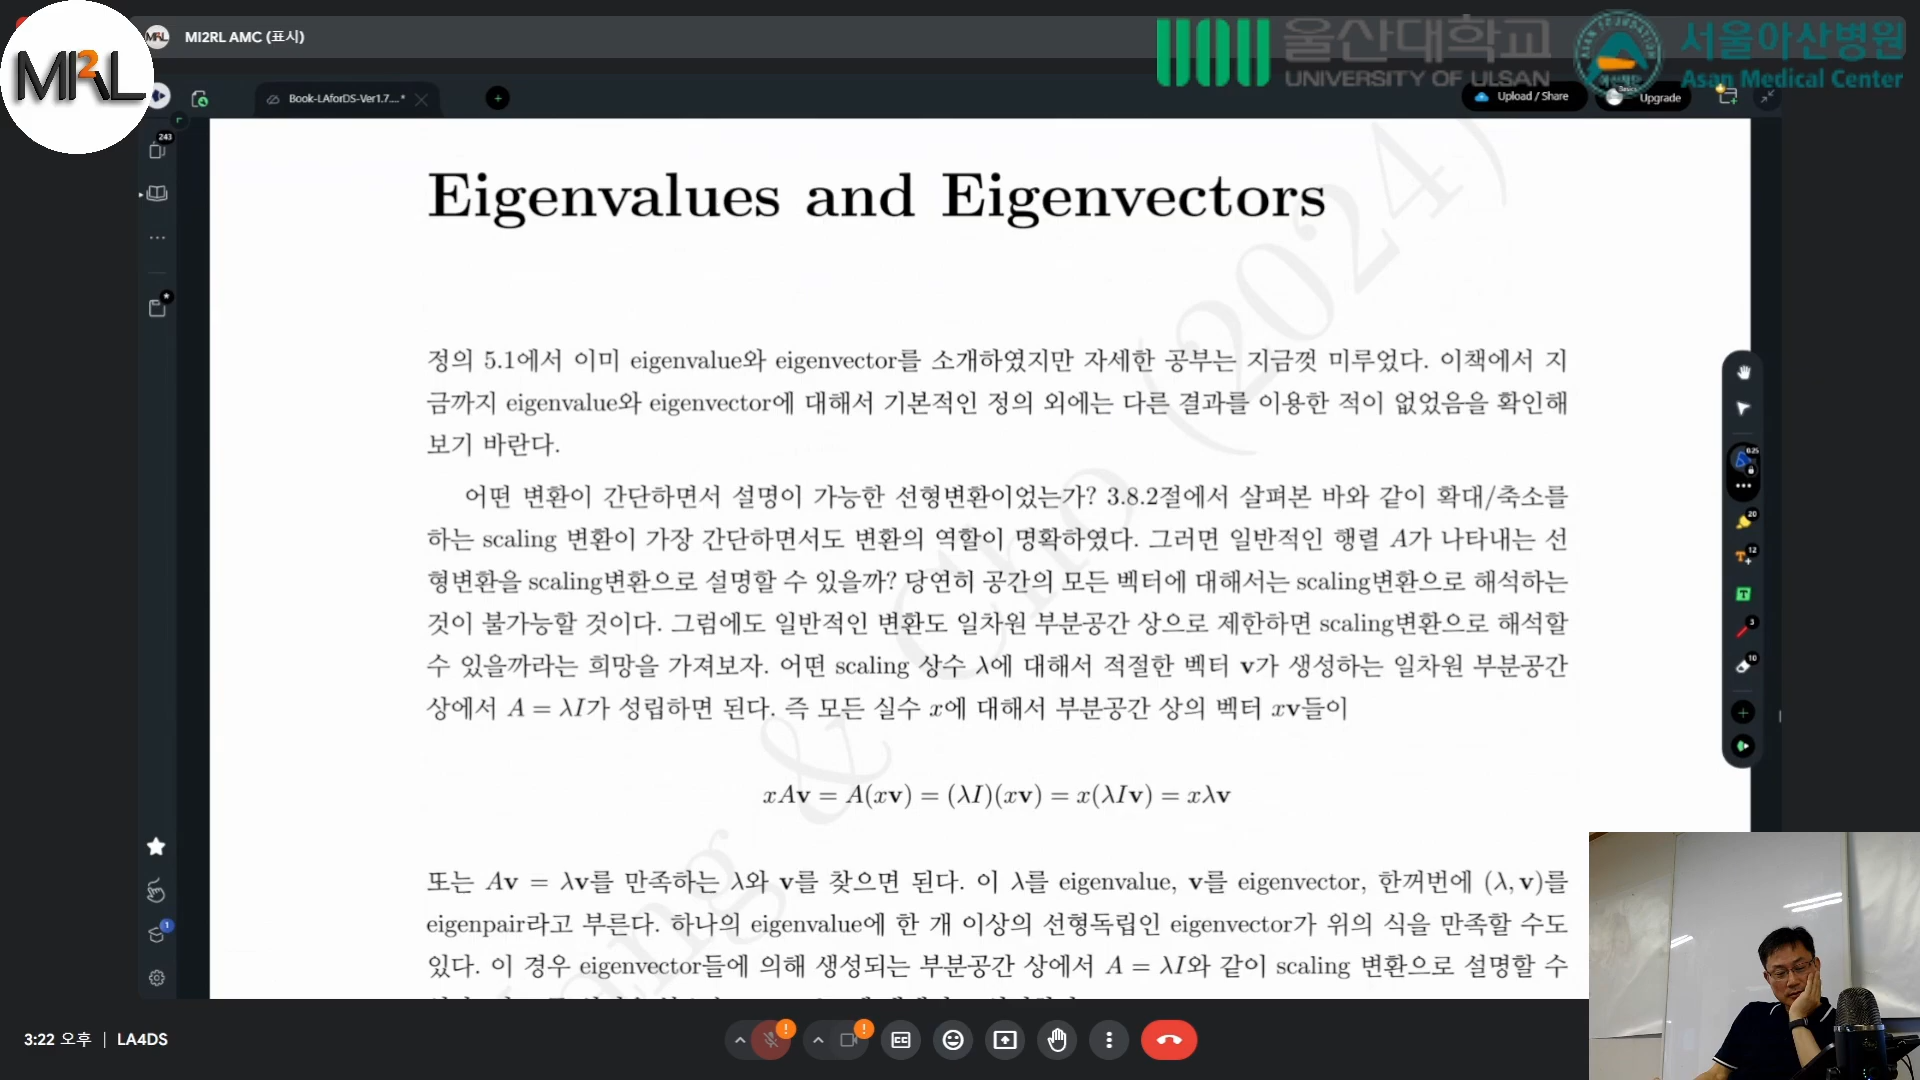 MI2RL
MI2RL AMC (표시)
울산대학교
UNIVERSITY OF ULSAN
서울아산병원
Asan Medical Center
Book-LAforDS-Ver1.7....*
Upload / Share
Upgrade
243
Eigenvalues and Eigenvectors
정의 5.1에서 이미 eigenvalue와 eigenvector를 소개하였지만 자세한 공부는 지금껏 미루었다. 이책에서 지
금까지 eigenvalue와 eigenvector에 대해서 기본적인 정의 외에는 다른 결과를 이용한 적이 없었음을 확인해
보기 바란다.
어떤 변환이 간단하면서 설명이 가능한 선형변환이었는가? 3.8.2절에서 살펴본 바와 같이 확대/축소를
하는 scaling 변환이 가장 간단하면서도 변환의 역할이 명확하였다. 그러면 일반적인 행렬 A가 나타내는 선
형변환을 scaling변환으로 설명할 수 있을까? 당연히 공간의 모든 벡터에 대해서는 scaling변환으로 해석하는
것이 불가능할 것이다. 그럼에도 일반적인 변환도 일차원 부분공간 상으로 제한하면 scaling변환으로 해석할
수 있을까라는 희망을 가져보자. 어떤 scaling 상수 λ에 대해서 적절한 벡터 v가 생성하는 일차원 부분공간
상에서 A = λI가 성립하면 된다. 즉 모든 실수 x에 대해서 부분공간 상의 벡터 xv들이
xAv = A(xv) = (λI)(xv) = x(λIv) = xλv
또는 Av = λv를 만족하는 λ와 v를 찾으면 된다. 이 λ를 eigenvalue, v를 eigenvector, 한꺼번에 (λ, v)를
eigenpair라고 부른다. 하나의 eigenvalue에 한 개 이상의 선형독립인 eigenvector가 위의 식을 만족할 수도
있다. 이 경우 eigenvector들에 의해 생성되는 부분공간 상에서 A = λI와 같이 scaling 변환으로 설명할 수
& Cho (2024)
0.25
20
12
3
10
1
3:22 오후 | LA4DS